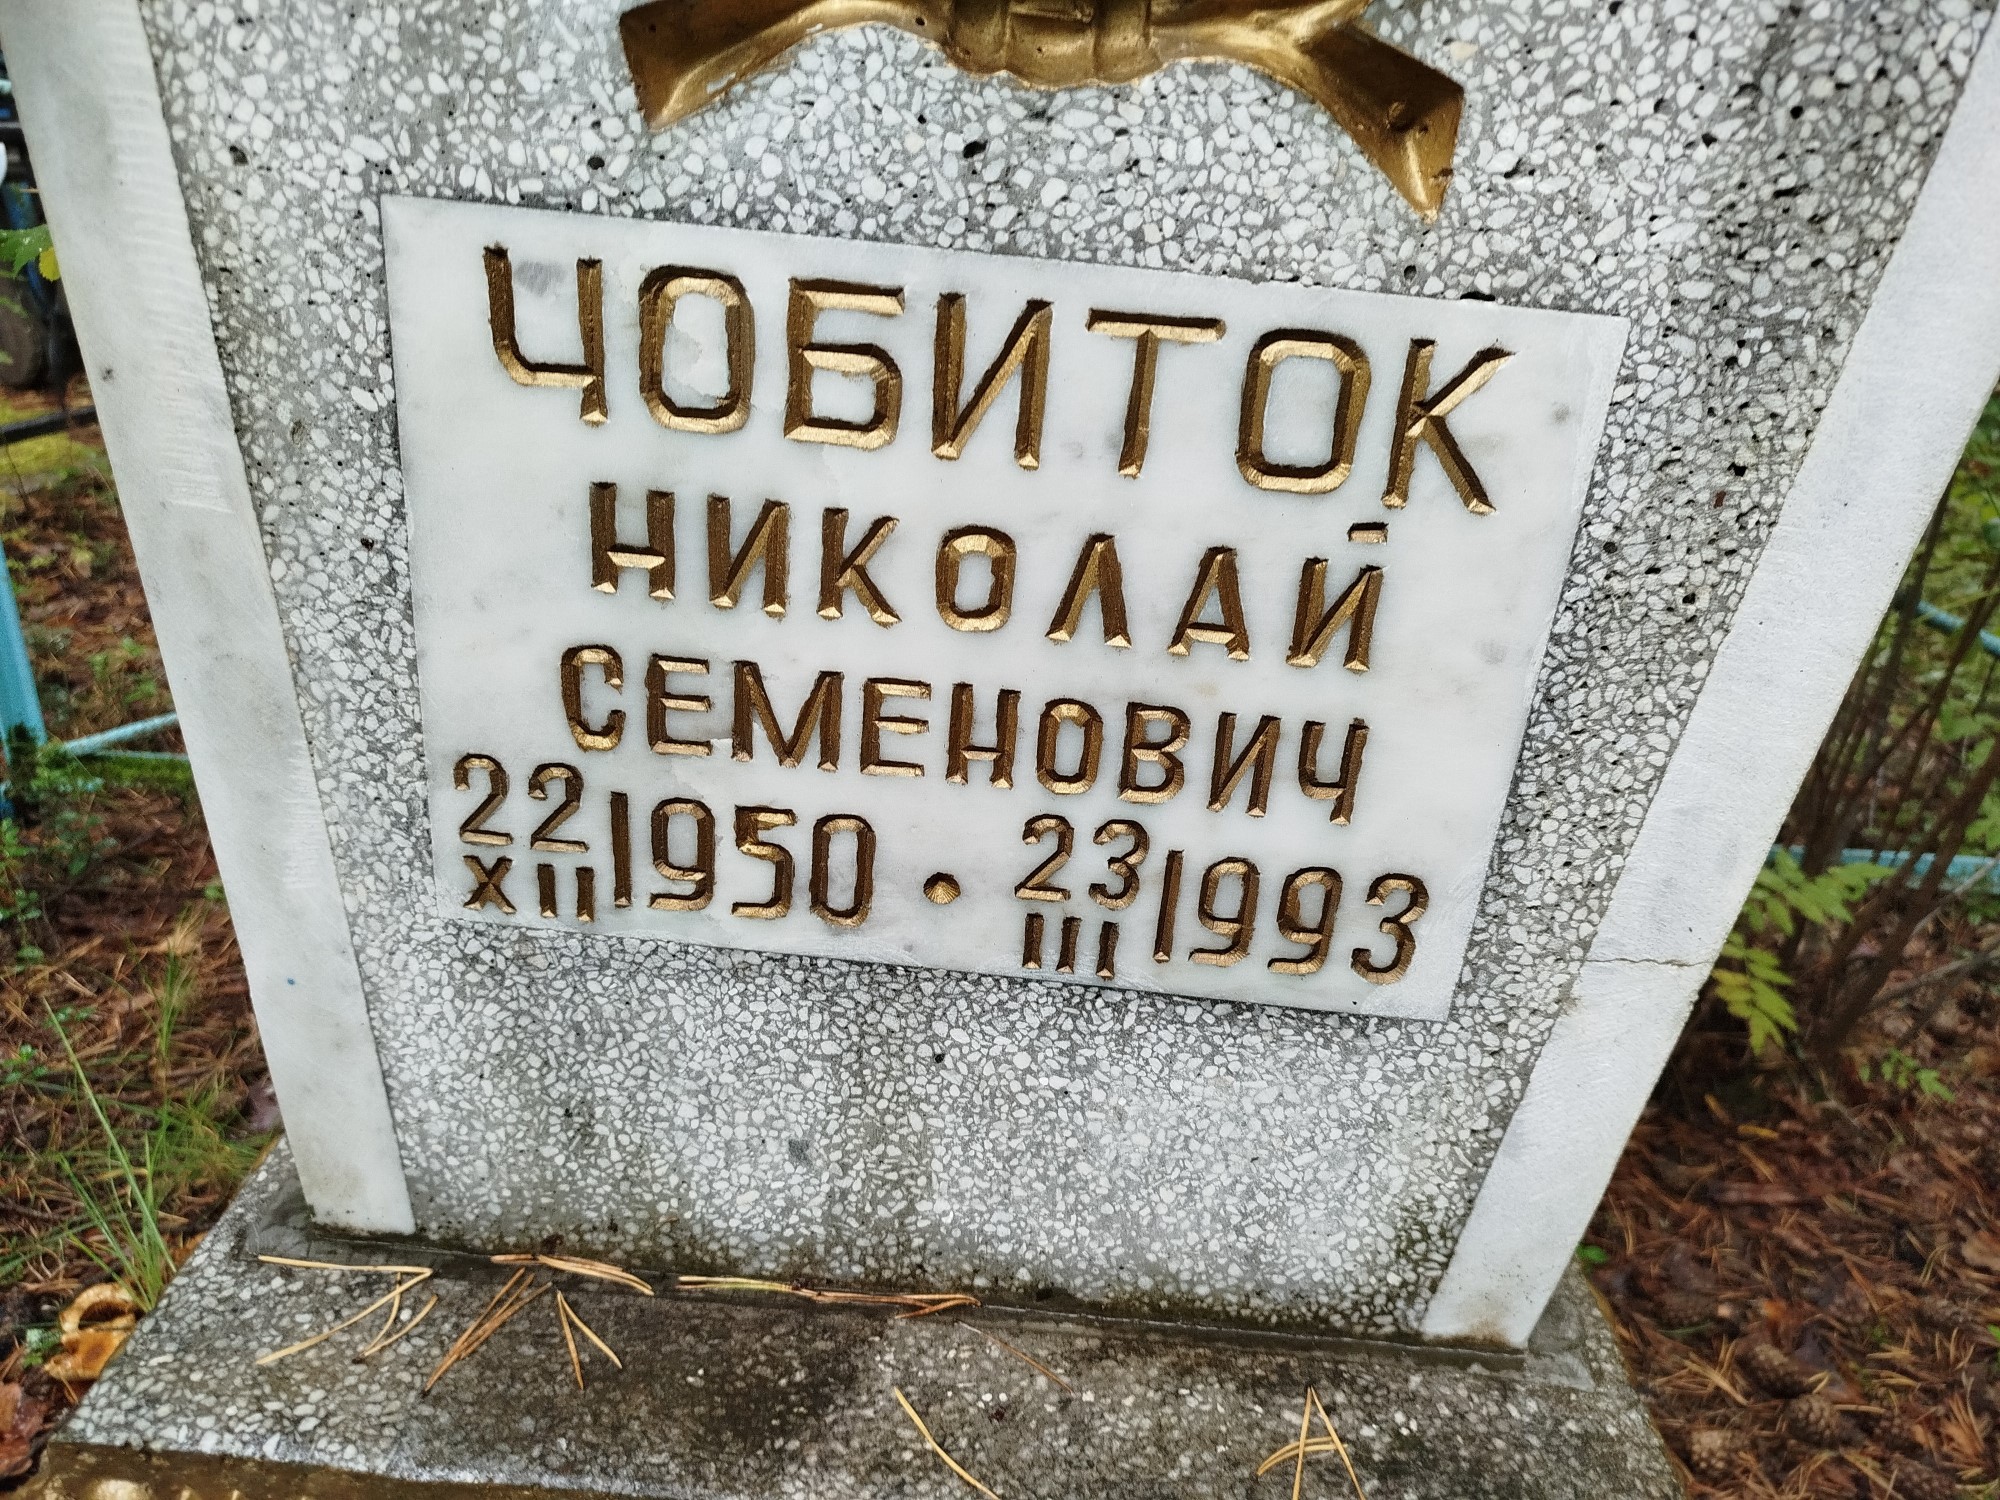 ЧОБИТОК
НИКОЛАЙ
СЕМЕНОВИЧ
22 XII 1950 • 23 III 1993